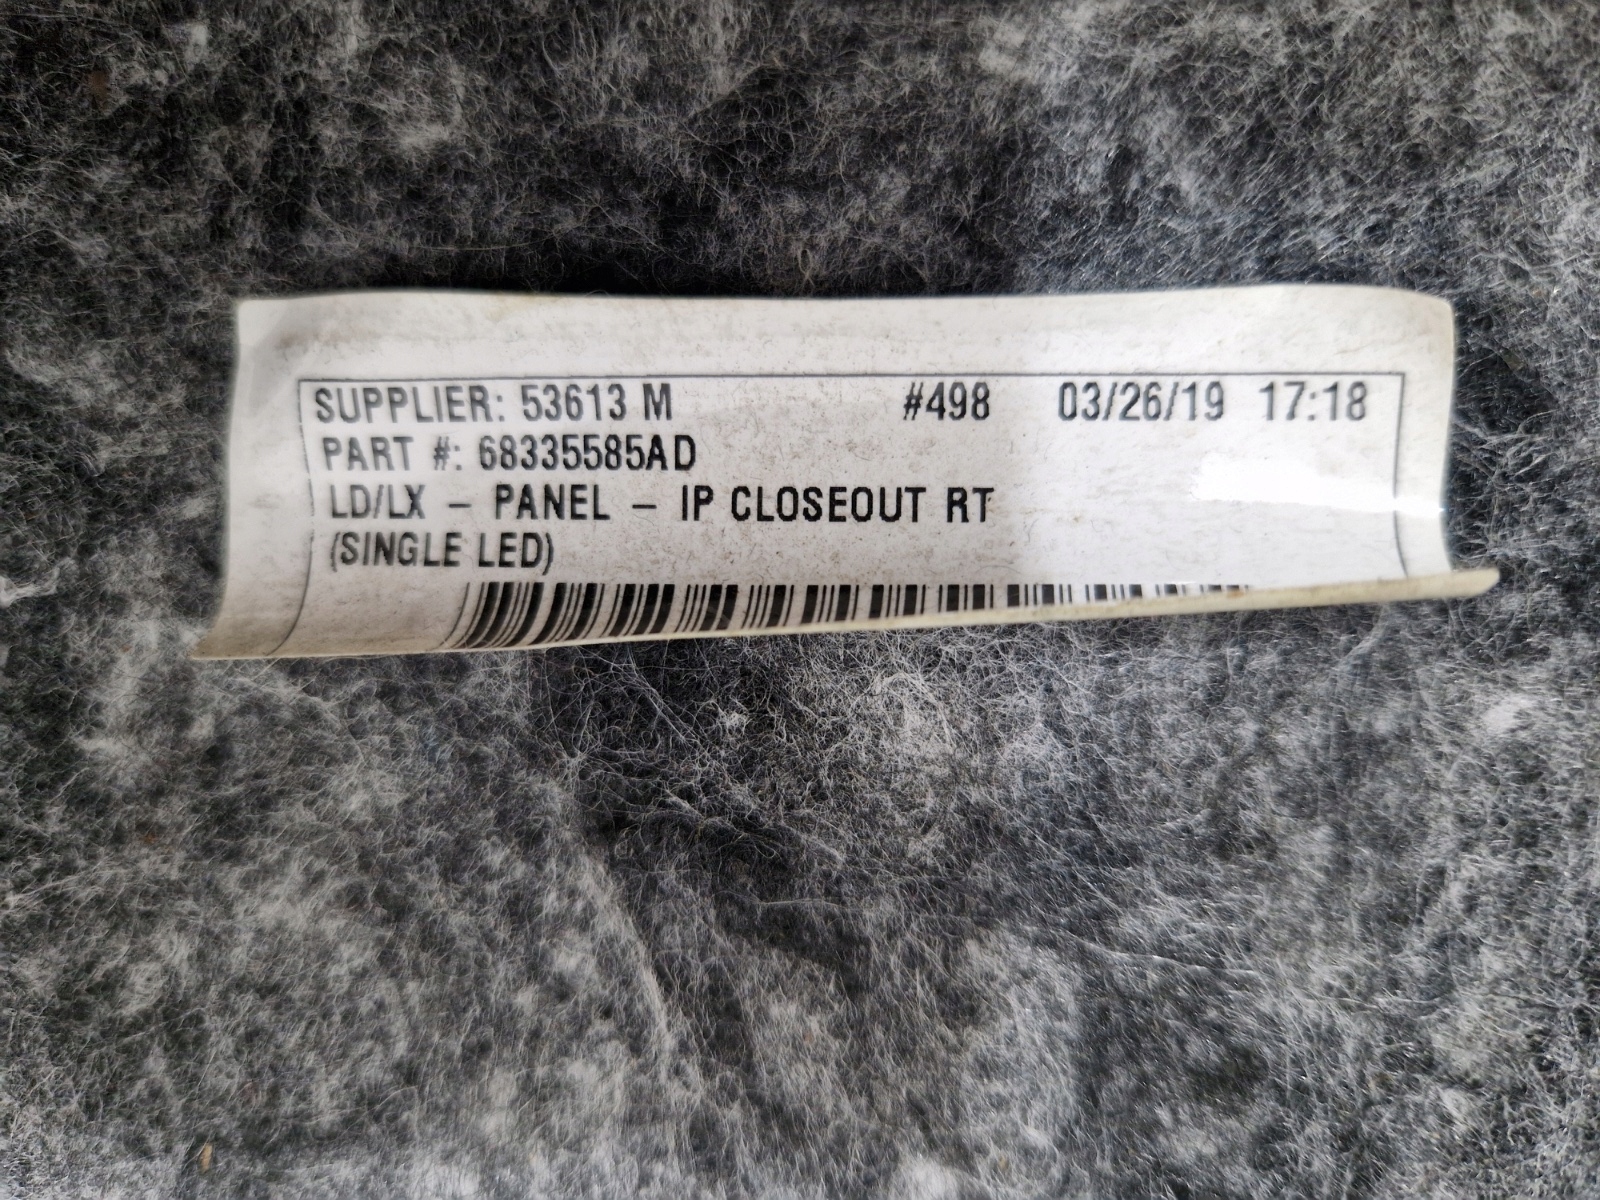 SUPPLIER: 53613 M #498 03/26/19 17:18
PART #: 68335585AD
LD/LX - PANEL - IP CLOSEOUT RT
(SINGLE LED)